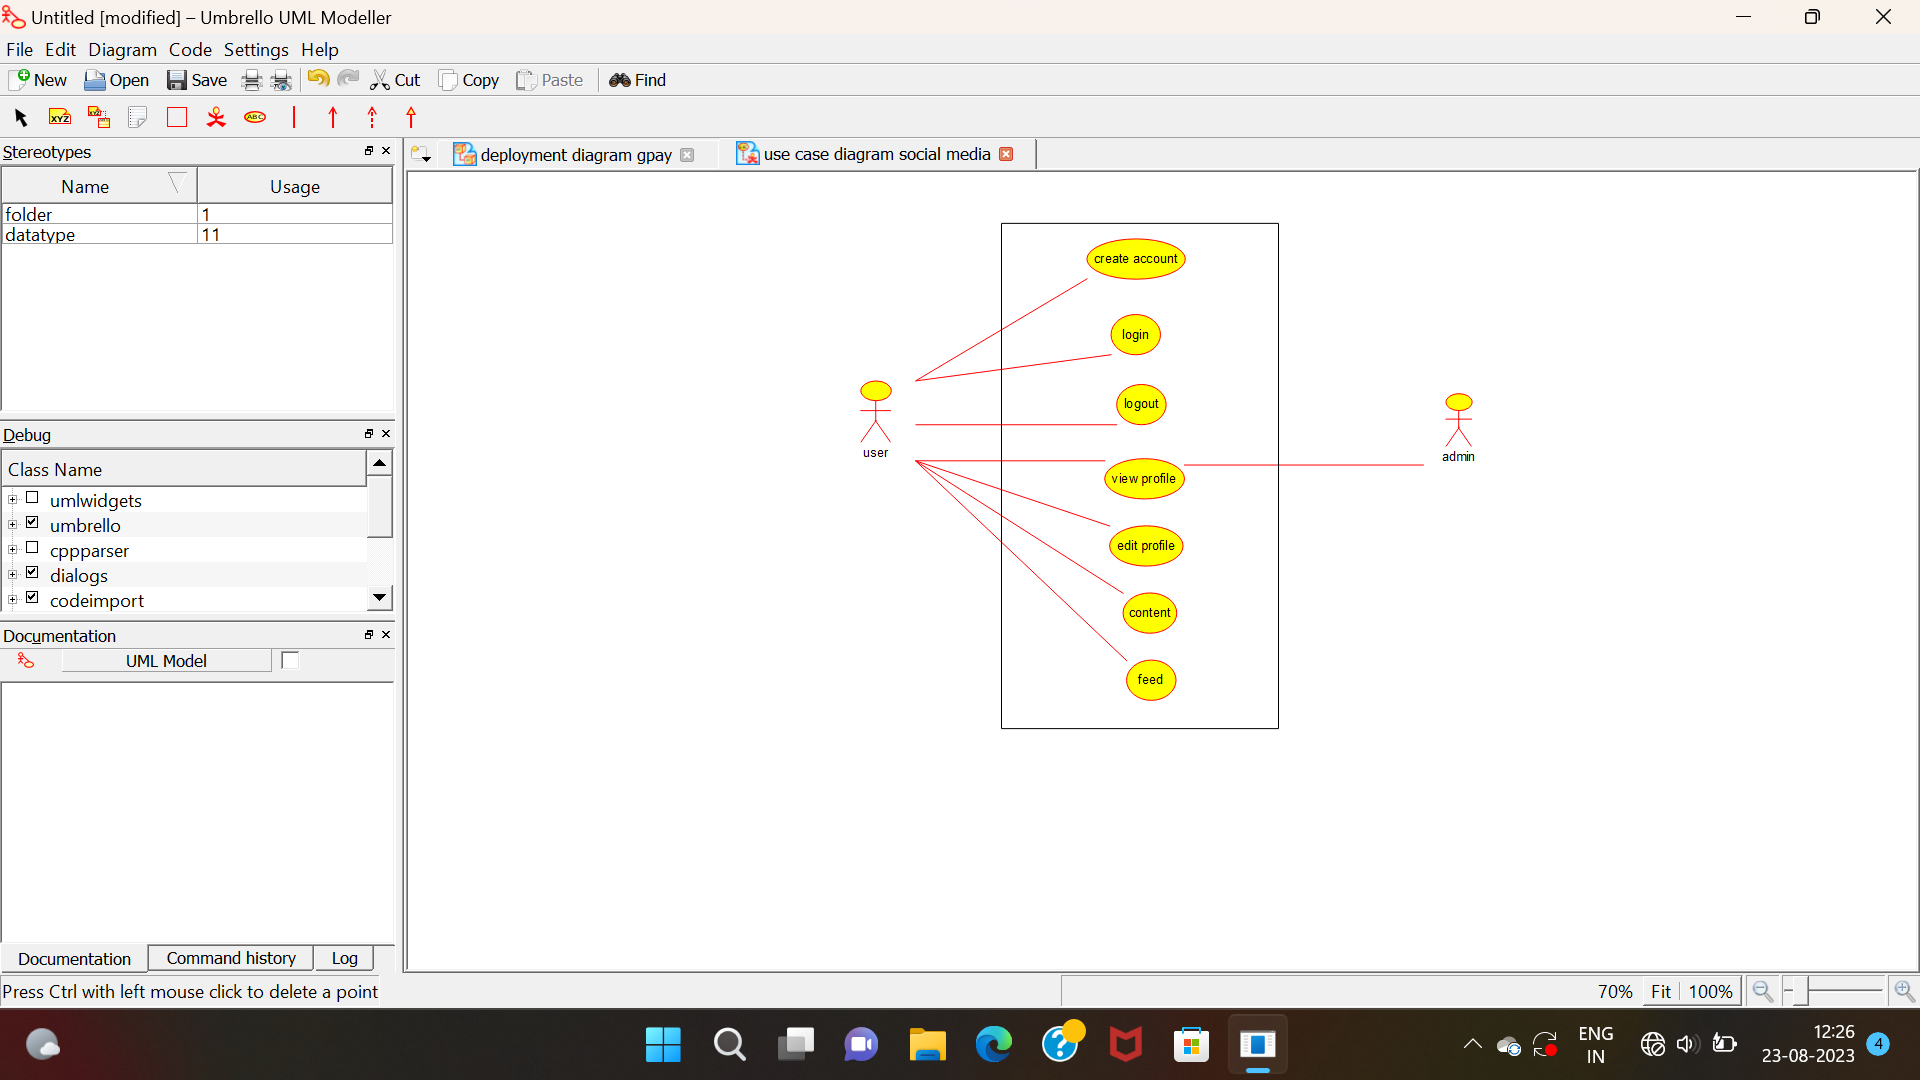 Untitled [modified] – Umbrello UML Modeller
File Edit Diagram Code Settings Help
New Open Save Cut Copy Paste Find
XYZ XYZ ABC
Stereotypes
deployment diagram gpay use case diagram social media
Name Usage
folder 1
datatype 11
Debug
Class Name
umlwidgets
umbrello
cppparser
dialogs
codeimport
Documentation
UML Model
create account
login
logout
user
admin
view profile
edit profile
content
feed
Documentation Command history Log
Press Ctrl with left mouse click to delete a point
70% Fit 100%
ENG
IN
12:26
23-08-2023
4